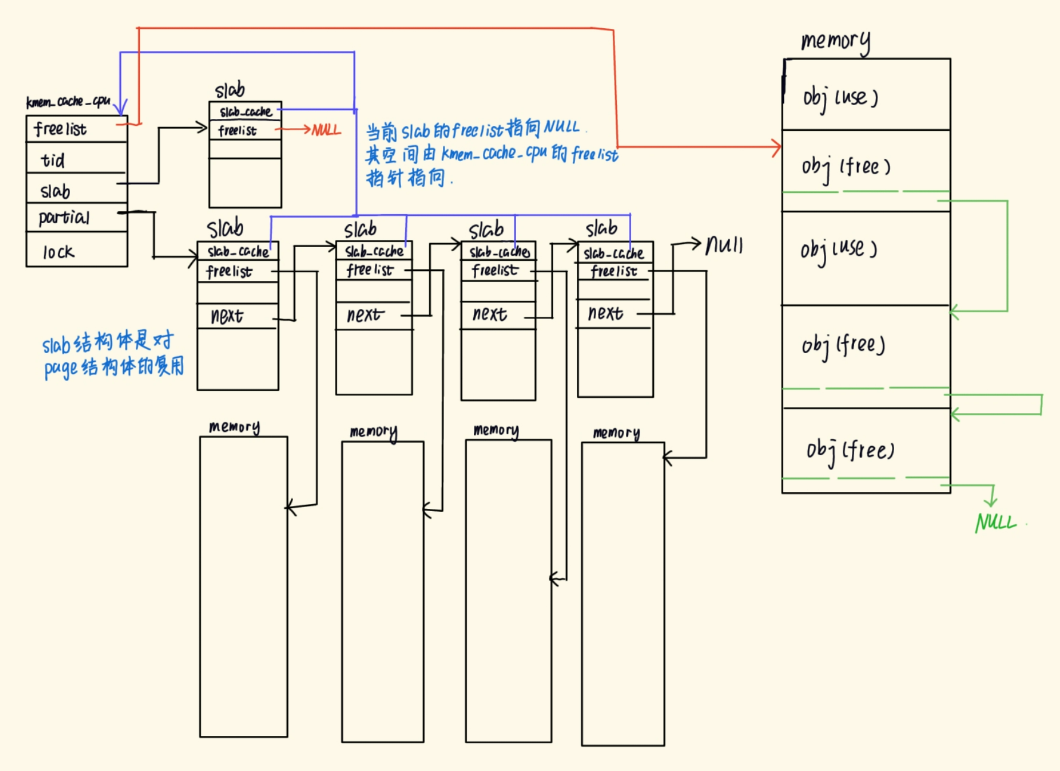 memory
kmem_cache_cpu
freelist
tid
slab
partial
lock
slab
slab_cache
freelist
NULL
当前slab的freelist指向NULL.
其空间由kmem_cache_cpu的freelist
指针指向.
obj(use)
obj(free)
obj(use)
obj(free)
obj(free)
NULL.
slab
slab_cache
freelist
next
slab
slab_cache
freelist
next
slab
slab_cache
freelist
next
slab
slab_cache
freelist
next
null
slab结构体是对
page结构体的复用
memory
memory
memory
memory